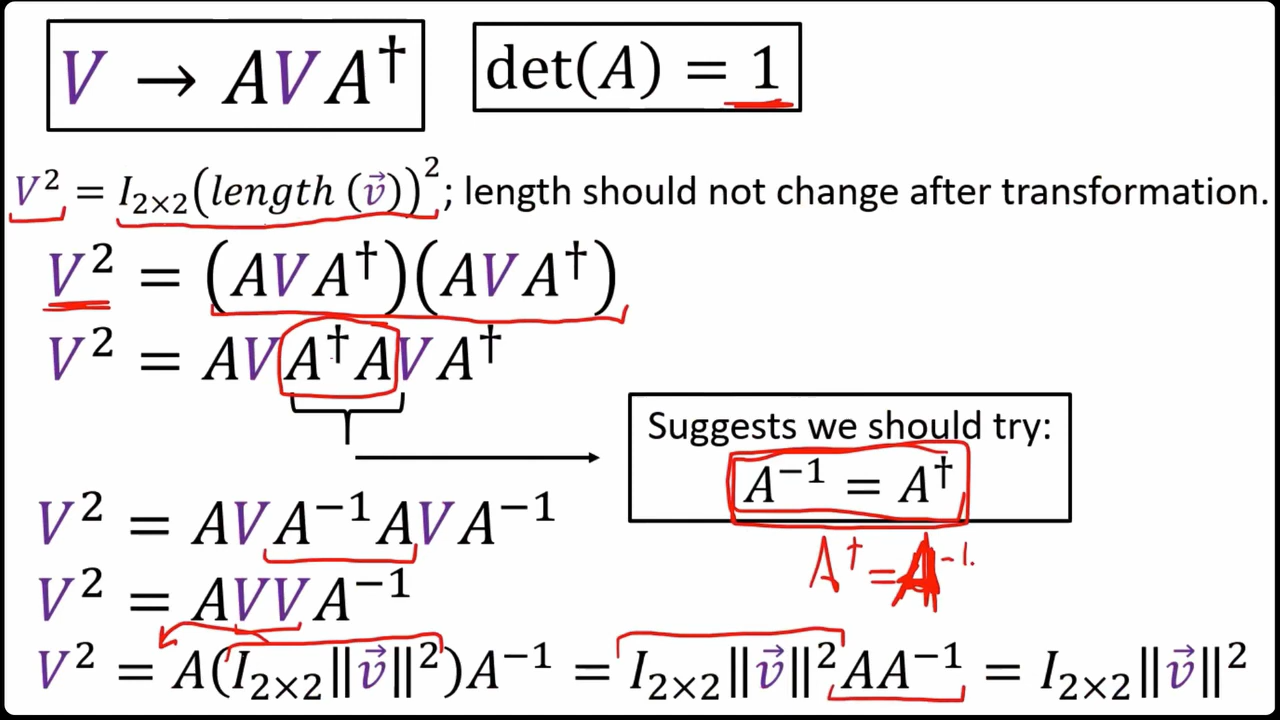 V → AVA†
det(A) = 1
V² = I₂ₓ₂(length (v⃗))²; length should not change after transformation.
V² = (AVA†)(AVA†)
V² = AVA†AVA†
Suggests we should try:
A⁻¹ = A†
A† = A⁻¹
V² = AVA⁻¹AVA⁻¹
V² = AVVA⁻¹
V² = A(I₂ₓ₂‖v⃗‖²)A⁻¹ = I₂ₓ₂‖v⃗‖²AA⁻¹ = I₂ₓ₂‖v⃗‖²